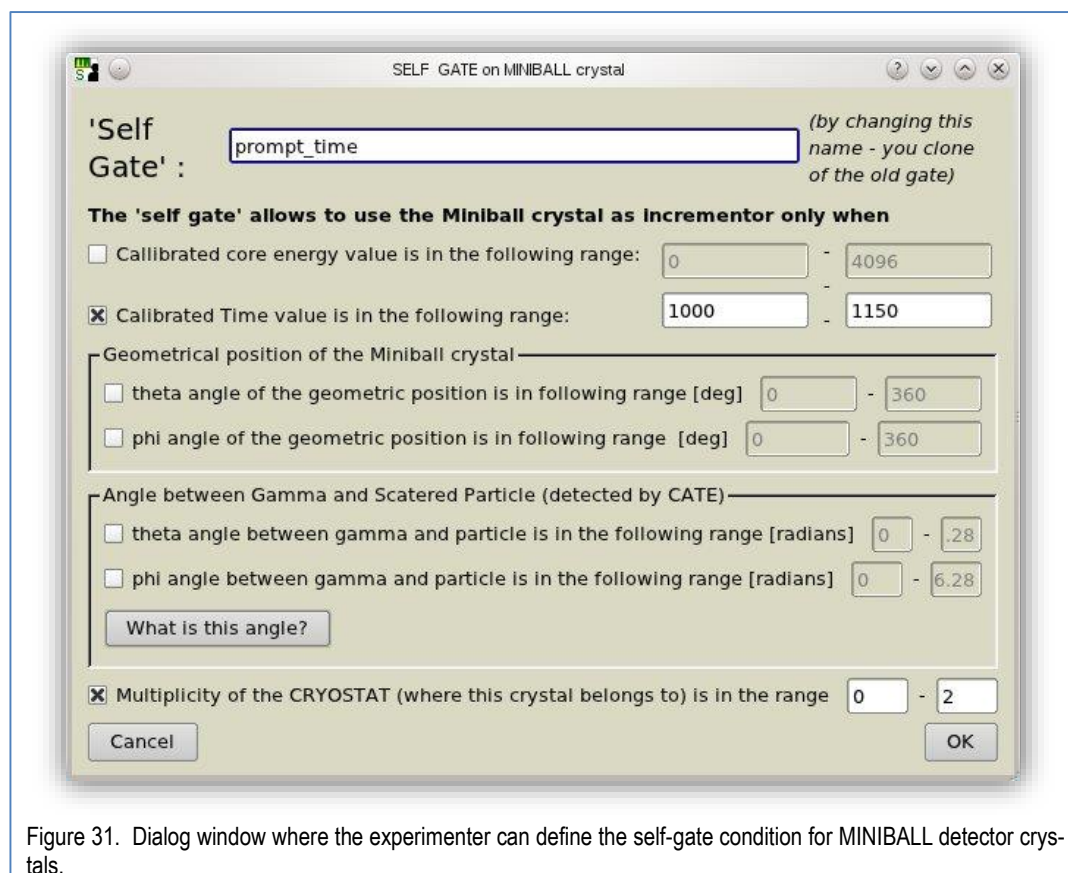 SELF GATE on MINIBALL crystal
'Self Gate' :
prompt_time
(by changing this
name - you clone
of the old gate)
The 'self gate' allows to use the Miniball crystal as incrementor only when
Callibrated core energy value is in the following range: 0 - 4096
-
Calibrated Time value is in the following range: 1000 - 1150
Geometrical position of the Miniball crystal
theta angle of the geometric position is in following range [deg] 0 - 360
phi angle of the geometric position is in following range [deg] 0 - 360
Angle between Gamma and Scatered Particle (detected by CATE)
theta angle between gamma and particle is in the following range [radians] 0 - .28
phi angle between gamma and particle is in the following range [radians] 0 - 6.28
What is this angle?
Multiplicity of the CRYOSTAT (where this crystal belongs to) is in the range 0 - 2
Cancel OK
Figure 31. Dialog window where the experimenter can define the self-gate condition for MINIBALL detector crys-
tals.